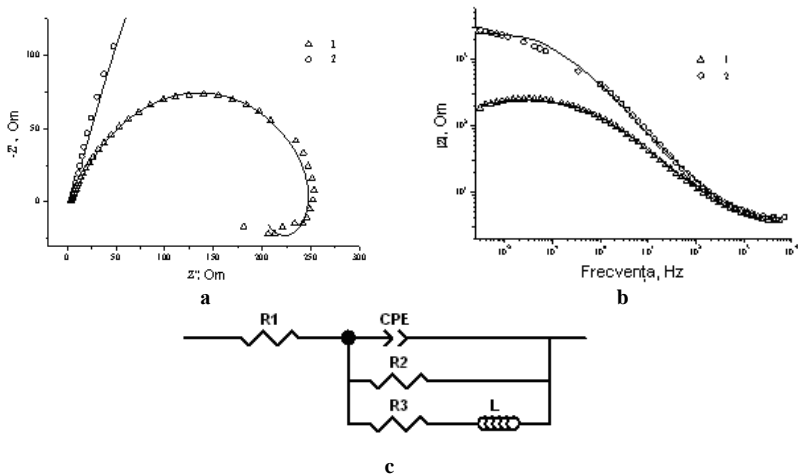 -Z', Om
100
50
0
0 50 100 150 200 250 300
Z'', Om
1
2
a
|Z|, Om
1
2
Frecvența, Hz
b
R1
CPE
R2
R3
L
c